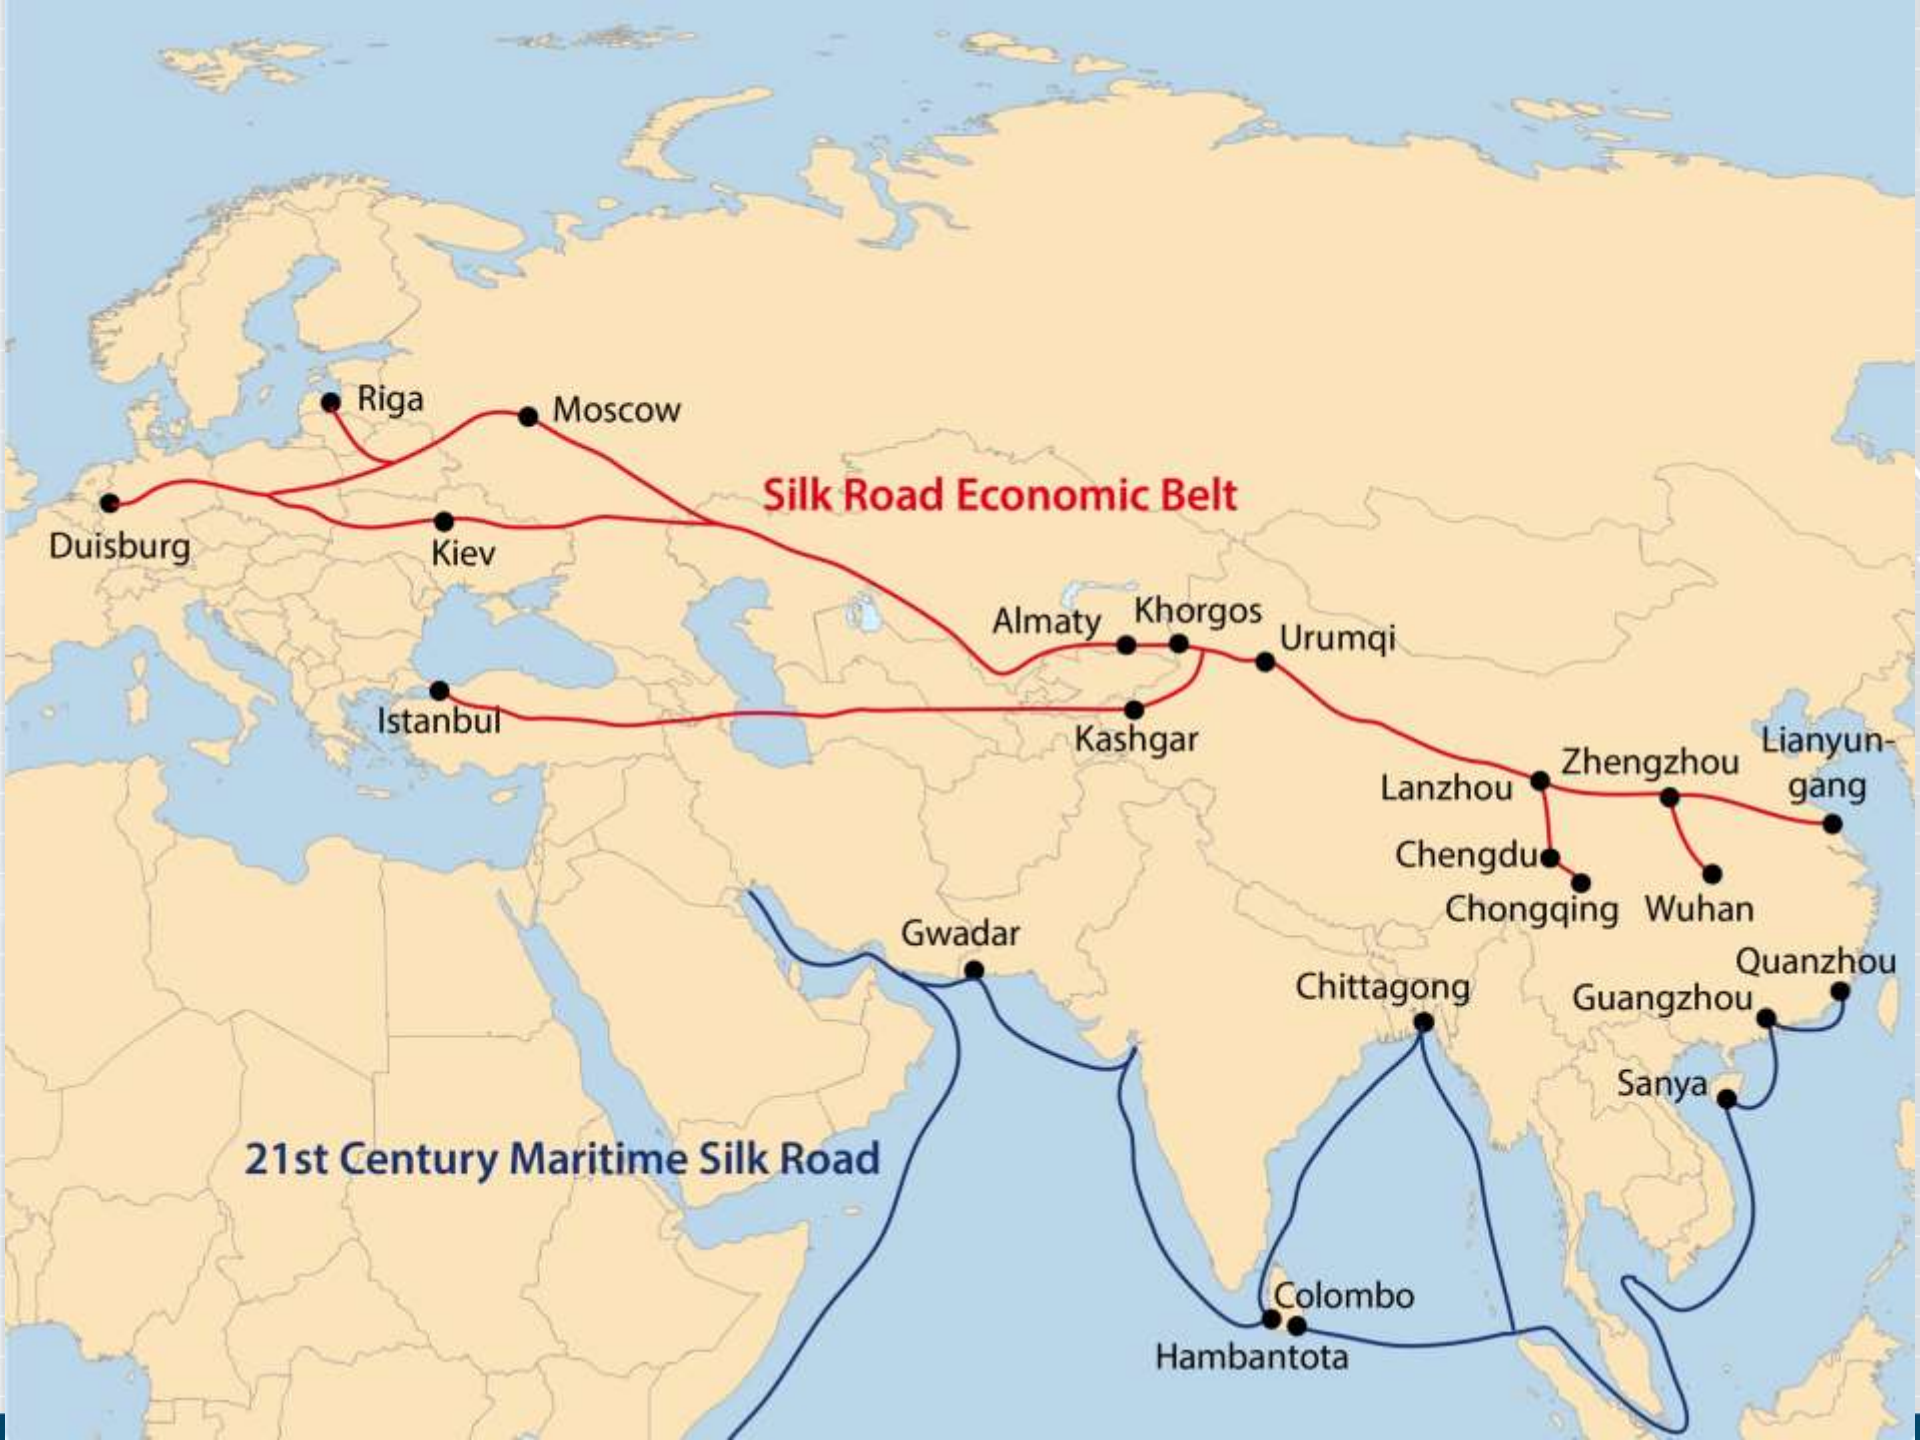 Riga
Moscow
Silk Road Economic Belt
Duisburg
Kiev
Almaty
Khorgos
Urumqi
Istanbul
Kashgar
Lianyun-
gang
Zhengzhou
Lanzhou
Chengdu
Chongqing
Wuhan
Gwadar
Quanzhou
Chittagong
Guangzhou
Sanya
21st Century Maritime Silk Road
Colombo
Hambantota